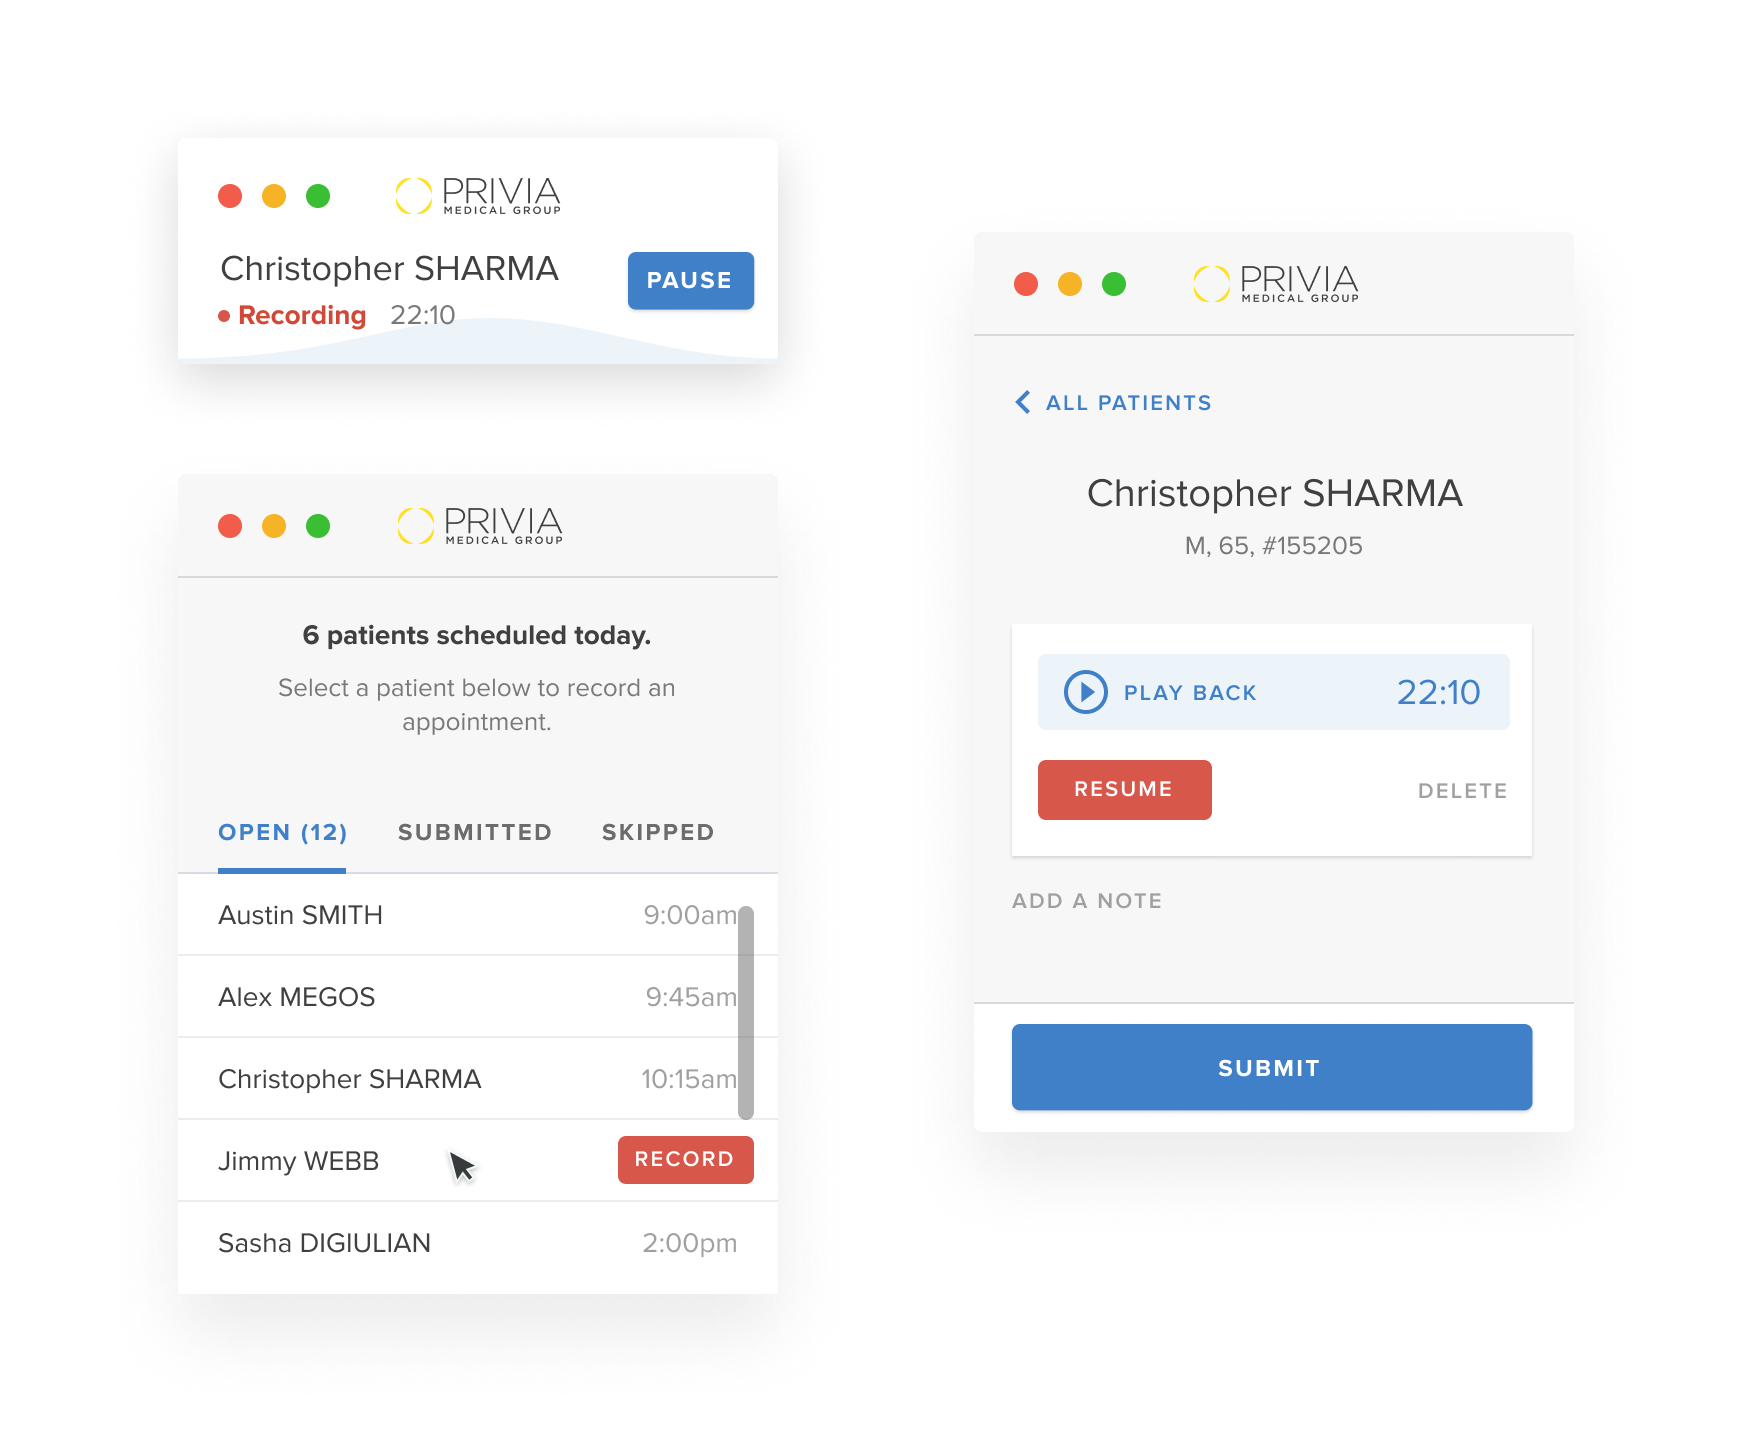 PRIVIA
MEDICAL GROUP
Christopher SHARMA
PAUSE
Recording 22:10
PRIVIA
MEDICAL GROUP
6 patients scheduled today.
Select a patient below to record an
appointment.
OPEN (12) SUBMITTED SKIPPED
Austin SMITH 9:00am
Alex MEGOS 9:45am
Christopher SHARMA 10:15am
Jimmy WEBB RECORD
Sasha DIGIULIAN 2:00pm
PRIVIA
MEDICAL GROUP
ALL PATIENTS
Christopher SHARMA
M, 65, #155205
PLAY BACK 22:10
RESUME DELETE
ADD A NOTE
SUBMIT